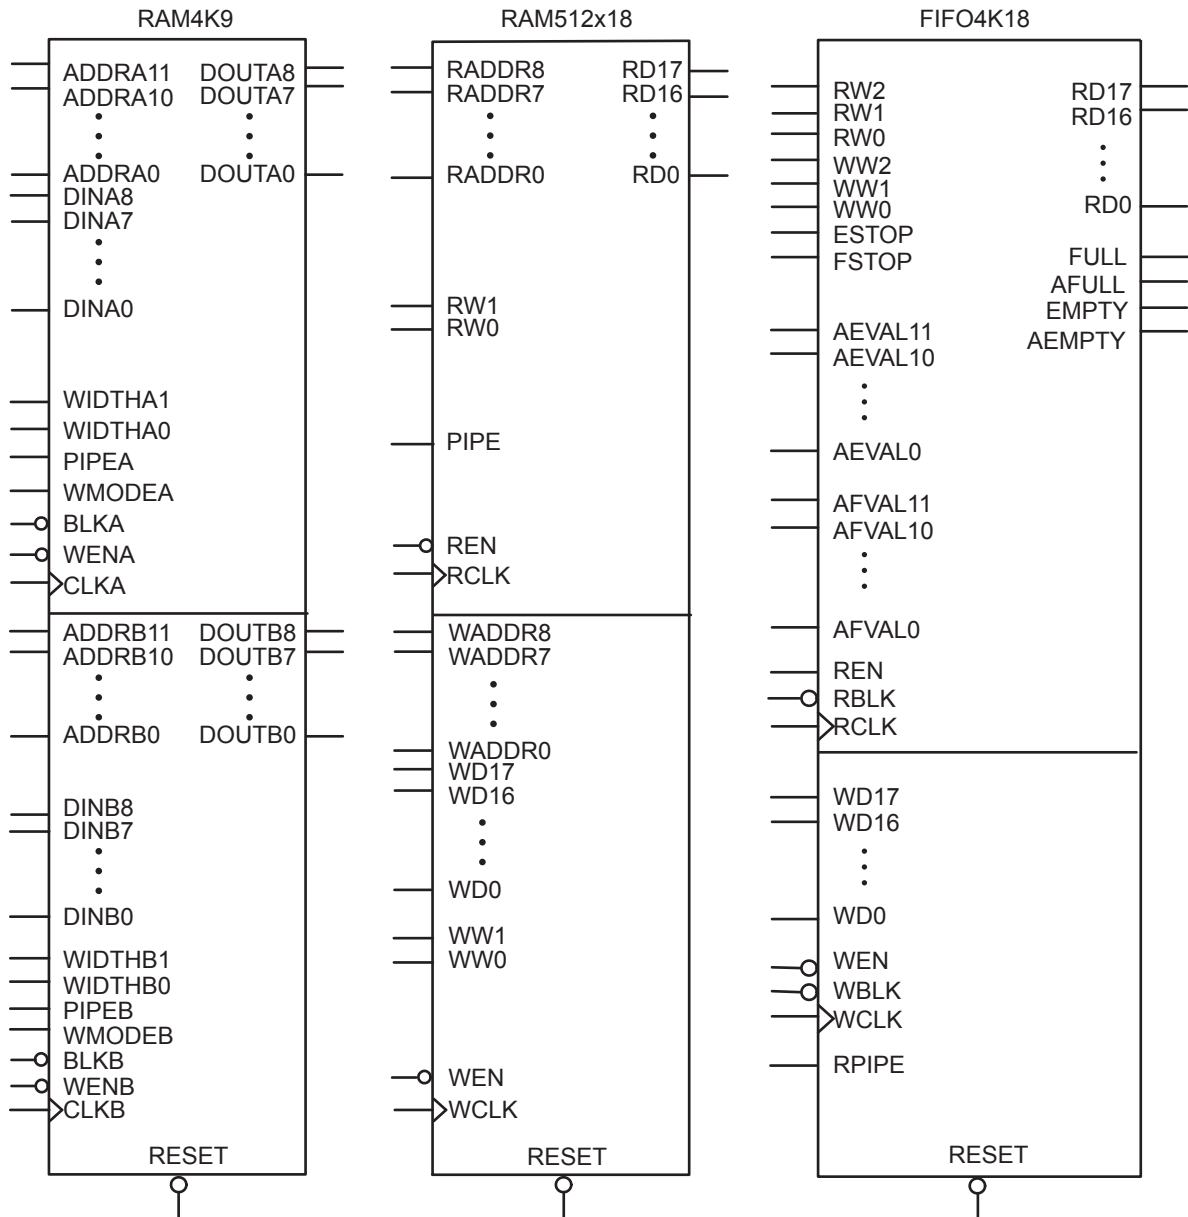 RAM4K9
ADDRA11 DOUTA8
ADDRA10 DOUTA7
ADDRA0 DOUTA0
DINA8
DINA7
DINA0
WIDTHA1
WIDTHA0
PIPEA
WMODEA
BLKA
WENA
CLKA
ADDRB11 DOUTB8
ADDRB10 DOUTB7
ADDRB0 DOUTB0
DINB8
DINB7
DINB0
WIDTHB1
WIDTHB0
PIPEB
WMODEB
BLKB
WENB
CLKB
RESET
RAM512x18
RADDR8 RD17
RADDR7 RD16
RADDR0 RD0
RW1
RW0
PIPE
REN
RCLK
WADDR8
WADDR7
WADDR0
WD17
WD16
WD0
WW1
WW0
WEN
WCLK
RESET
FIFO4K18
RW2 RD17
RW1 RD16
RW0
WW2
WW1
WW0 RD0
ESTOP
FSTOP FULL
AFULL
EMPTY
AEVAL11 AEMPTY
AEVAL10
AEVAL0
AFVAL11
AFVAL10
AFVAL0
REN
RBLK
RCLK
WD17
WD16
WD0
WEN
WBLK
WCLK
RPIPE
RESET